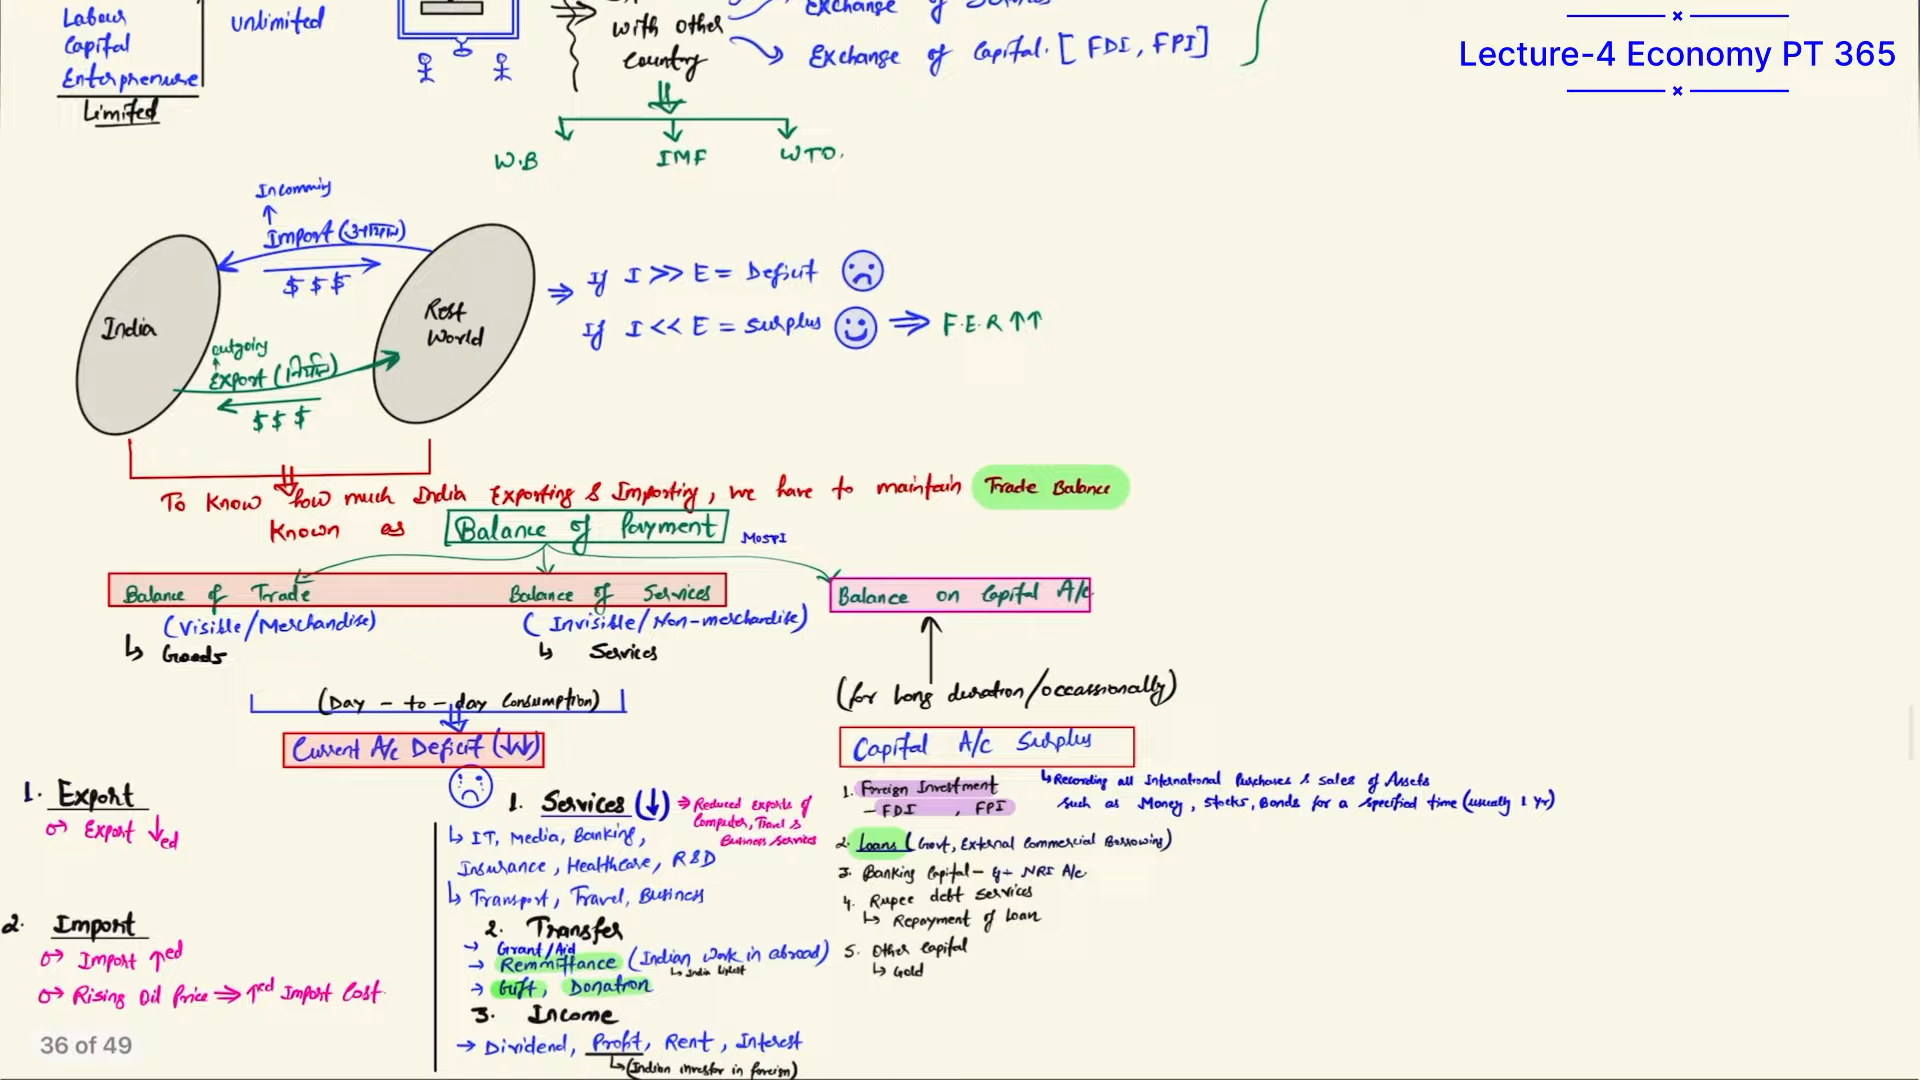 Labour
Capital
Enterprenure
Limited
unlimited
with other
Country
Exchange of
Exchange of Capital. [FDI, FPI]
Lecture-4 Economy PT 365
W.B
IMF
WTO.
Incomming
Import (आयात)
$ $ $
India
Rest
World
outgoing
Export (निर्यात)
$ $ $
If I >> E = Deficit
If I << E = Surplus ⇒ F.E.R ↑↑
To Know how much India Exporting & Importing, we have to maintain Trade Balance
Known as Balance of Payment
MOSPI
Balance of Trade
Balance of Services
Balance on Capital A/c
(Visible/Merchandise)
(Invisible/Non-merchandise)
↳ Goods
↳ Services
(Day - to - day Consumption)
(for Long duration/occassionally)
Current A/c Deficit (↓↓)
Capital A/c Surplus
1. Export
→ Export ↓ed
2. Import
→ Import ↑ed
→ Rising Oil Price ⇒ ↑ed Import Cost.
1. Services (↓) ⇒ Reduced exports of
Computer, Travel &
Business Services
↳ IT, Media, Banking,
Insurance, Healthcare, R&D
↳ Transport, Travel, Business
2. Transfer
→ Grant/Aid
→ Remmittance (Indian work in abroad)
↳ India highest
→ Gift, Donation
3. Income
→ Dividend, Profit, Rent, Interest
↳ (Indian investor in foreign)
1. Foreign Investment
- FDI, FPI
↳ Recording all International Purchases & sales of Assets
such as Money, Stocks, Bonds for a specified time (usually 1 yr)
2. Loans (Govt, External Commercial Borrowing)
3. Banking Capital - NRI A/c
4. Rupee debt services
↳ Repayment of loan
5. Other Capital
↳ Gold
36 of 49